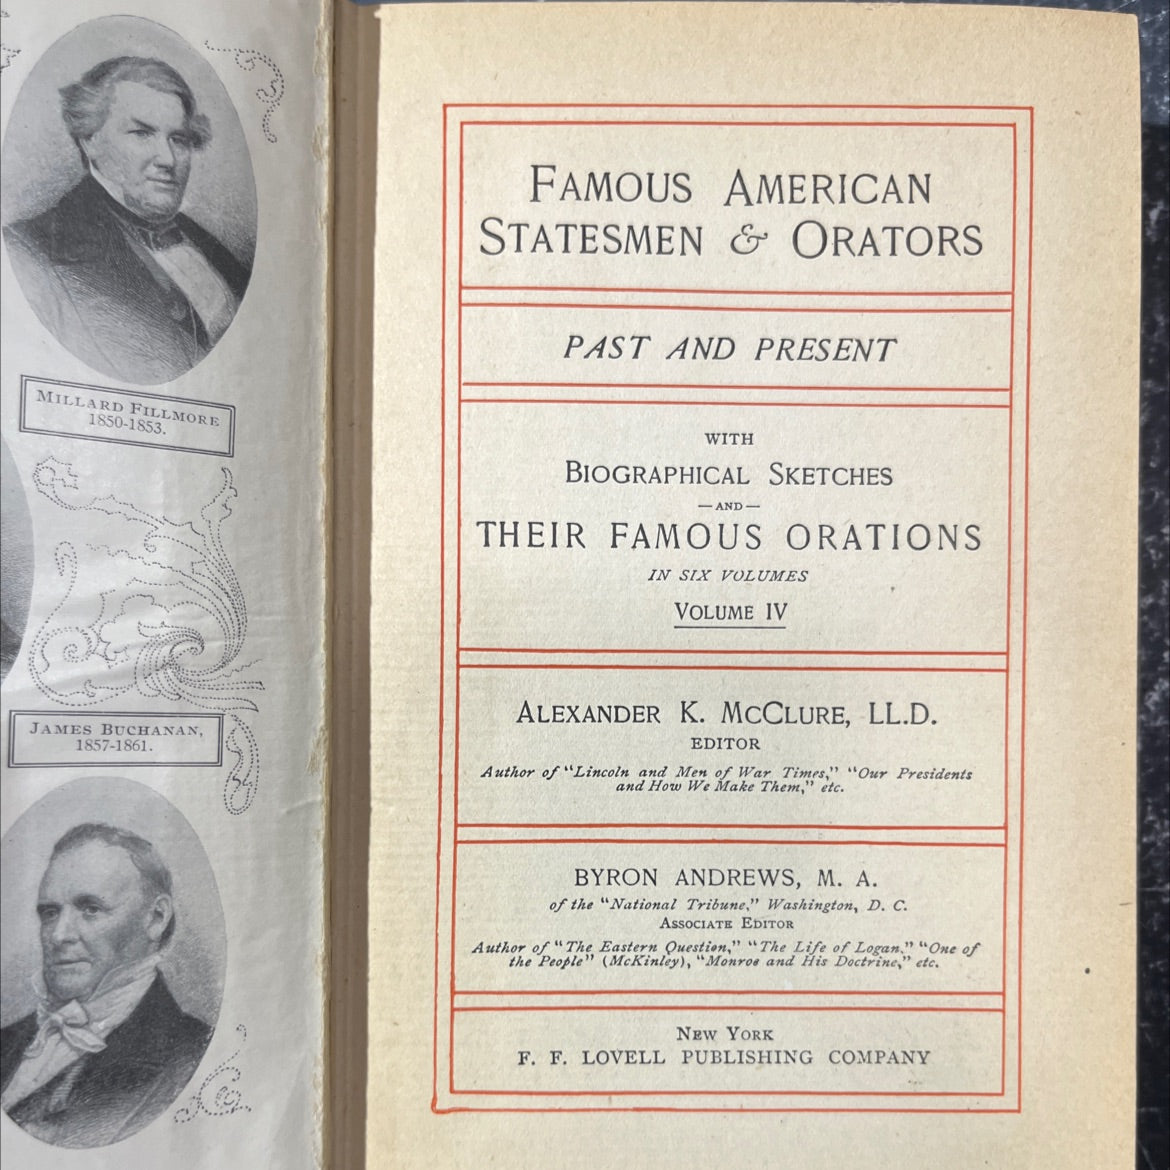 MILLARD FILLMORE
1850-1853.
JAMES BUCHANAN,
1857-1861.
FAMOUS AMERICAN
STATESMEN & ORATORS
PAST AND PRESENT
WITH
BIOGRAPHICAL SKETCHES
—AND—
THEIR FAMOUS ORATIONS
IN SIX VOLUMES
VOLUME IV
ALEXANDER K. McCLURE, LL.D.
EDITOR
Author of "Lincoln and Men of War Times," "Our Presidents
and How We Make Them," etc.
BYRON ANDREWS, M. A.
of the "National Tribune," Washington, D. C.
ASSOCIATE EDITOR
Author of "The Eastern Question," "The Life of Logan," "One of
the People" (McKinley), "Monroe and His Doctrine," etc.
NEW YORK
F. F. LOVELL PUBLISHING COMPANY